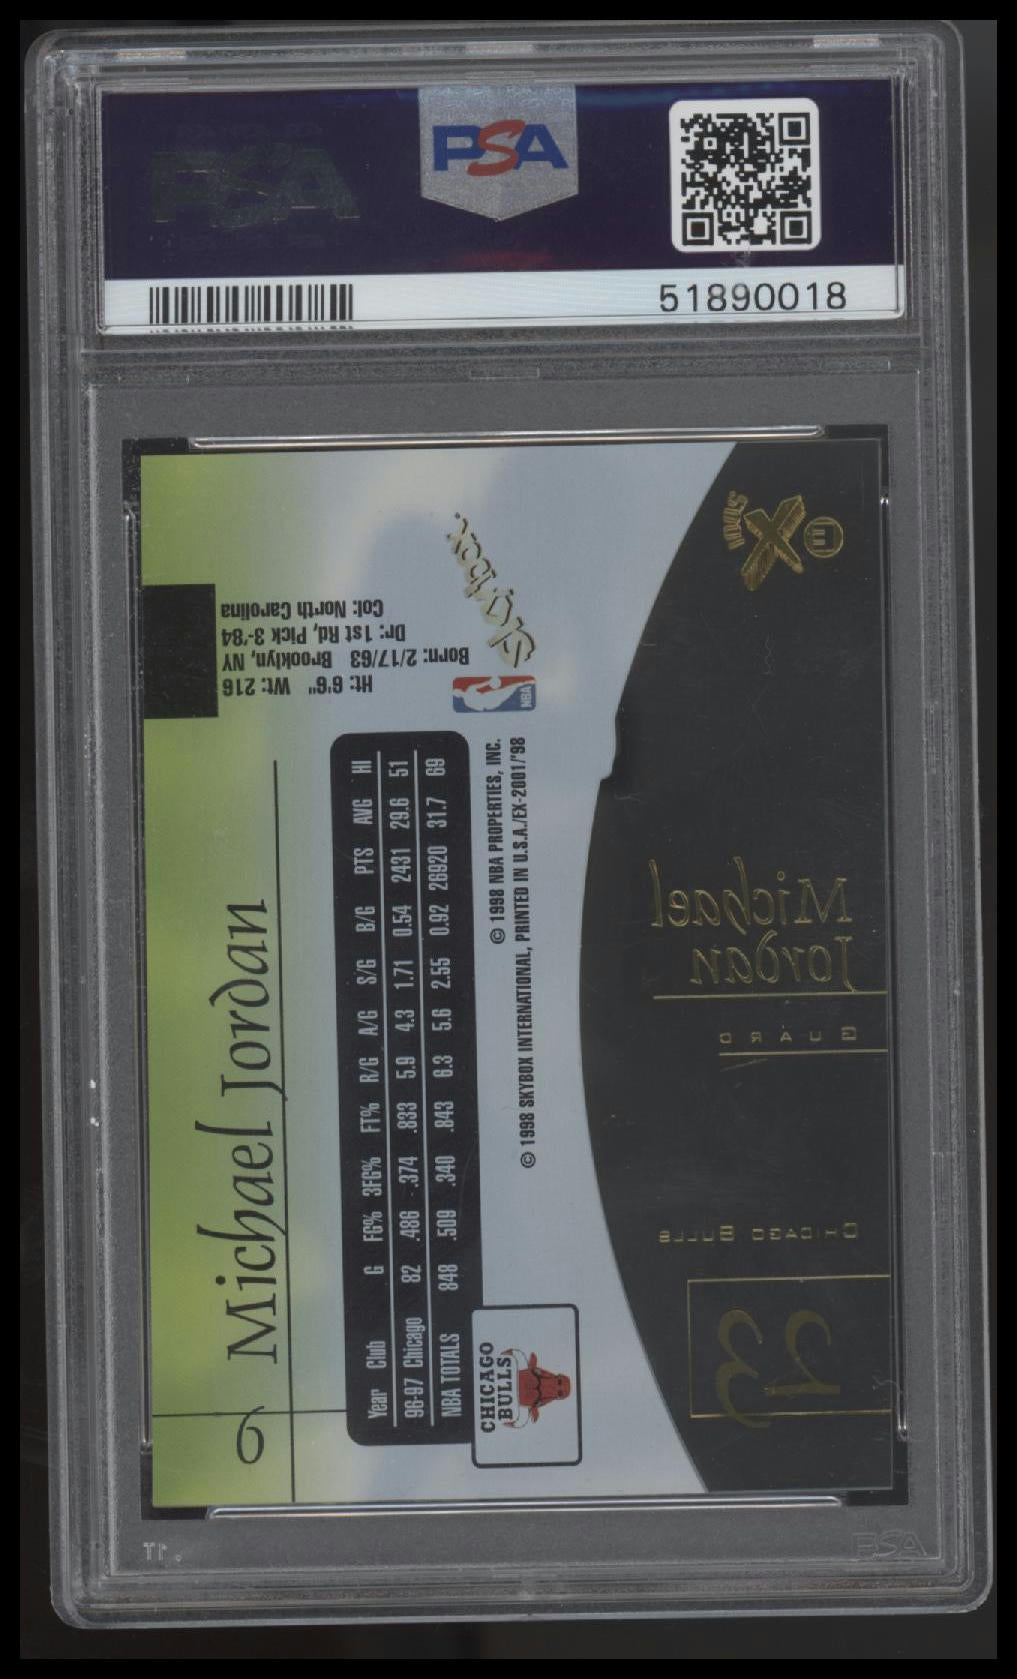 PSA
51890018
E
X
2001
Skybox
Ht: 6'6" Wt: 216
Born: 2/17/63 Brooklyn, NY
Dr: 1st Rd, Pick 3-'84
Col: North Carolina
NBA
9
Michael Jordan
Year Club G FG% 3FG% FT% R/G A/G S/G B/G PTS AVG HI
96-97 Chicago 82 .486 .374 .833 5.9 4.3 1.71 0.54 2431 29.6 51
NBA TOTALS 848 .509 .340 .843 6.3 5.6 2.55 0.92 26920 31.7 69
CHICAGO
BULLS
© 1998 NBA PROPERTIES, INC.
© 1998 SKYBOX INTERNATIONAL, PRINTED IN U.S.A./EX-2001/'98
Michael
Jordan
GUARD
CHICAGO BULLS
23
PSA